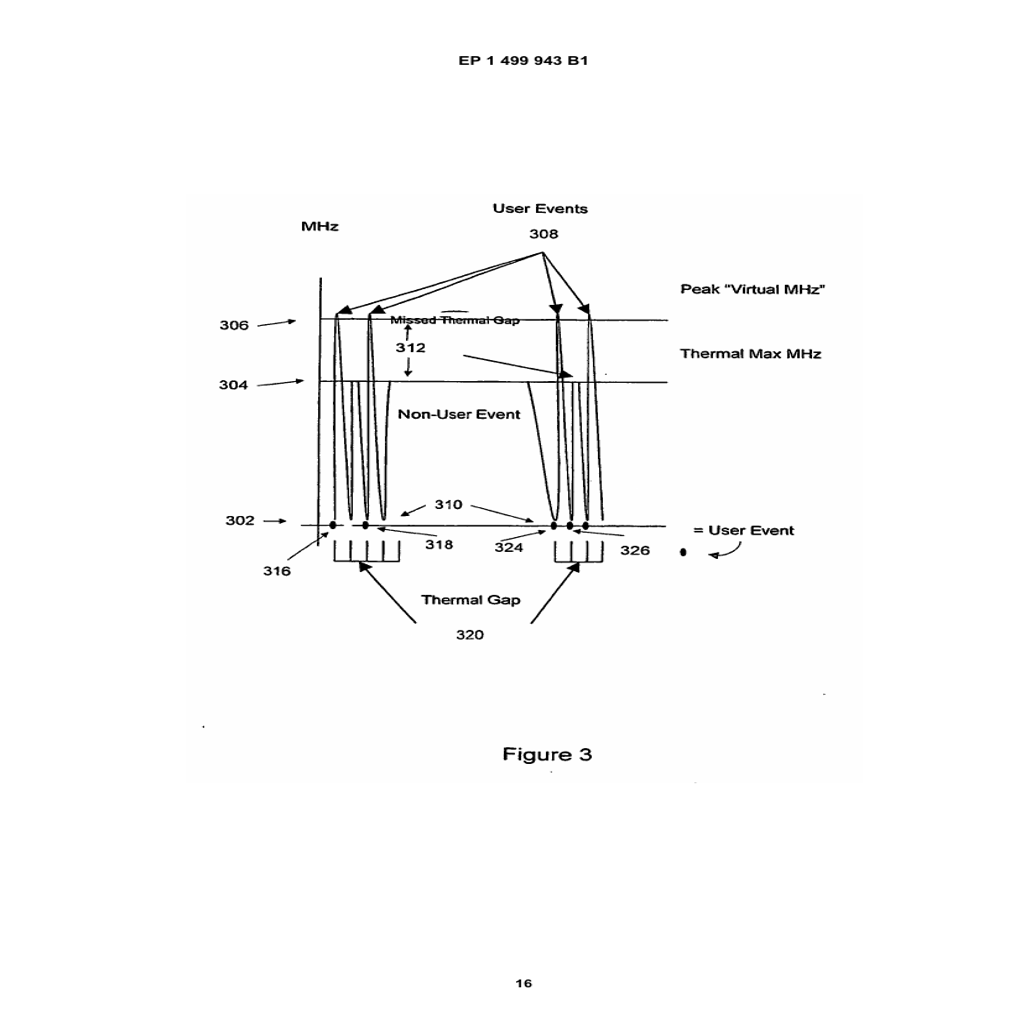 EP 1 499 943 B1
User Events
MHz
308
Peak "Virtual MHz"
306
Missed Thermal Gap
312
Thermal Max MHz
304
Non-User Event
310
302
= User Event
318
324
326
316
Thermal Gap
320
Figure 3
16